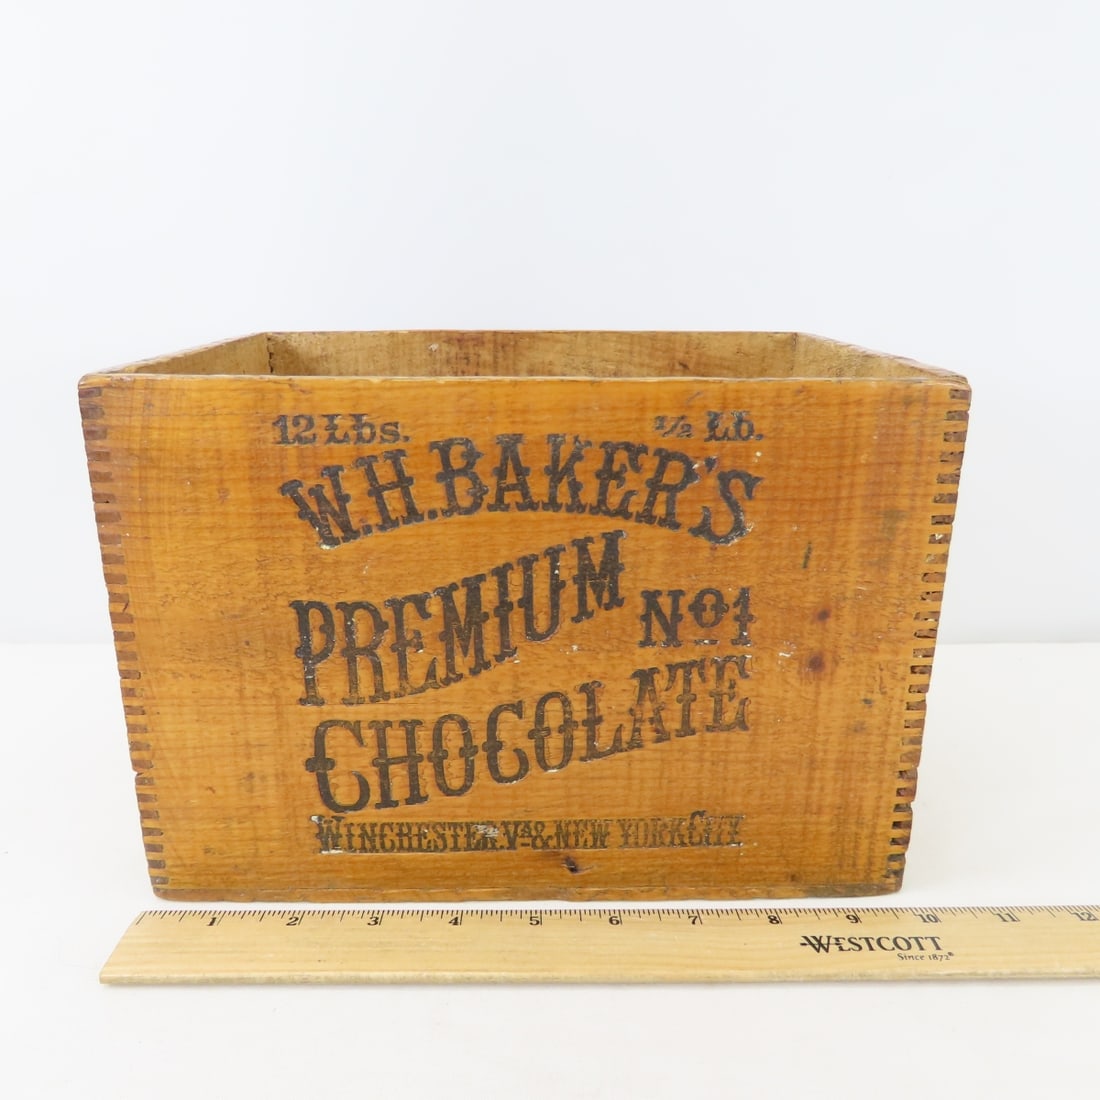 12 Lbs. ½ Lb.
W.H. BAKER'S
PREMIUM
No 1
CHOCOLATE
WINCHESTER, VA & NEW YORK CITY
1 2 3 4 5 6 7 8 9 10 11 12
WESTCOTT
Since 1872®